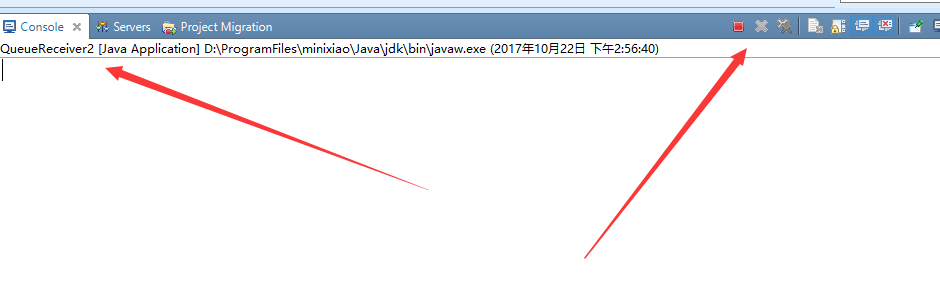 Console Servers Project Migration
QueueReceiver2 [Java Application] D:\ProgramFiles\minixiao\Java\jdk\bin\javaw.exe (2017年10月22日 下午2:56:40)